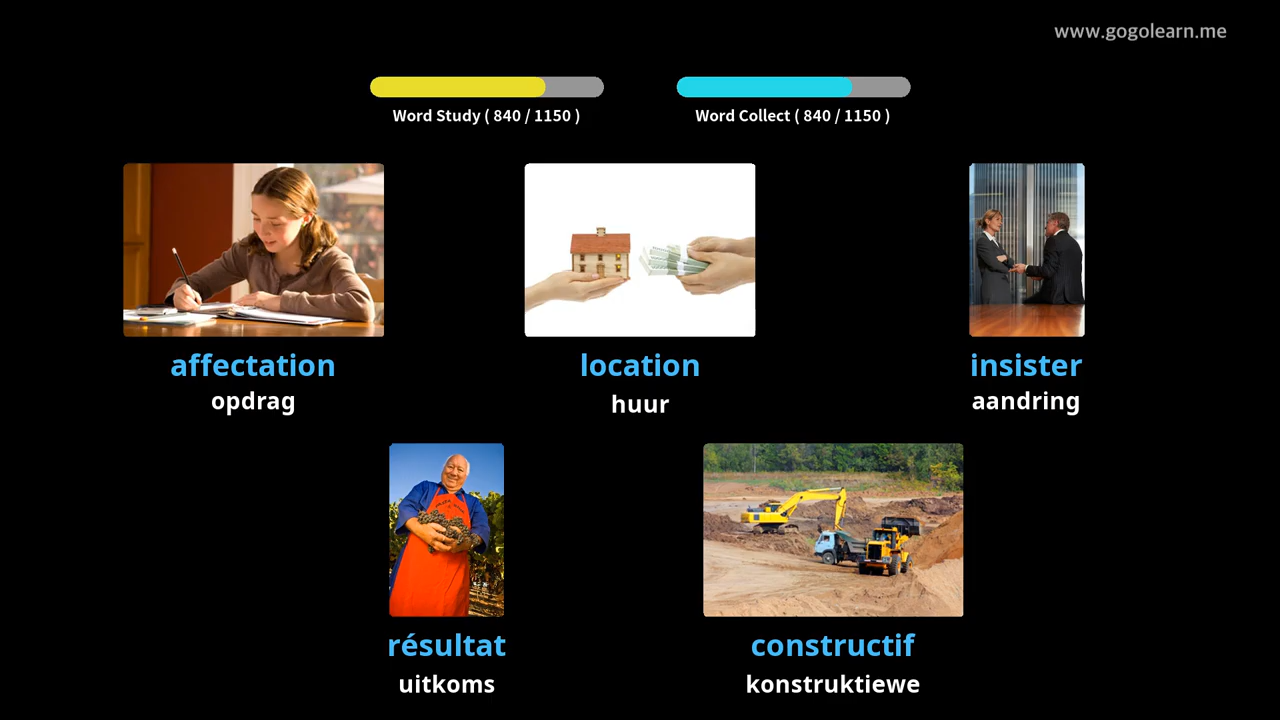 www.gogolearn.me
Word Study ( 840 / 1150 )
Word Collect ( 840 / 1150 )
affectation
opdrag
location
huur
insister
aandring
résultat
uitkoms
constructif
konstruktiewe